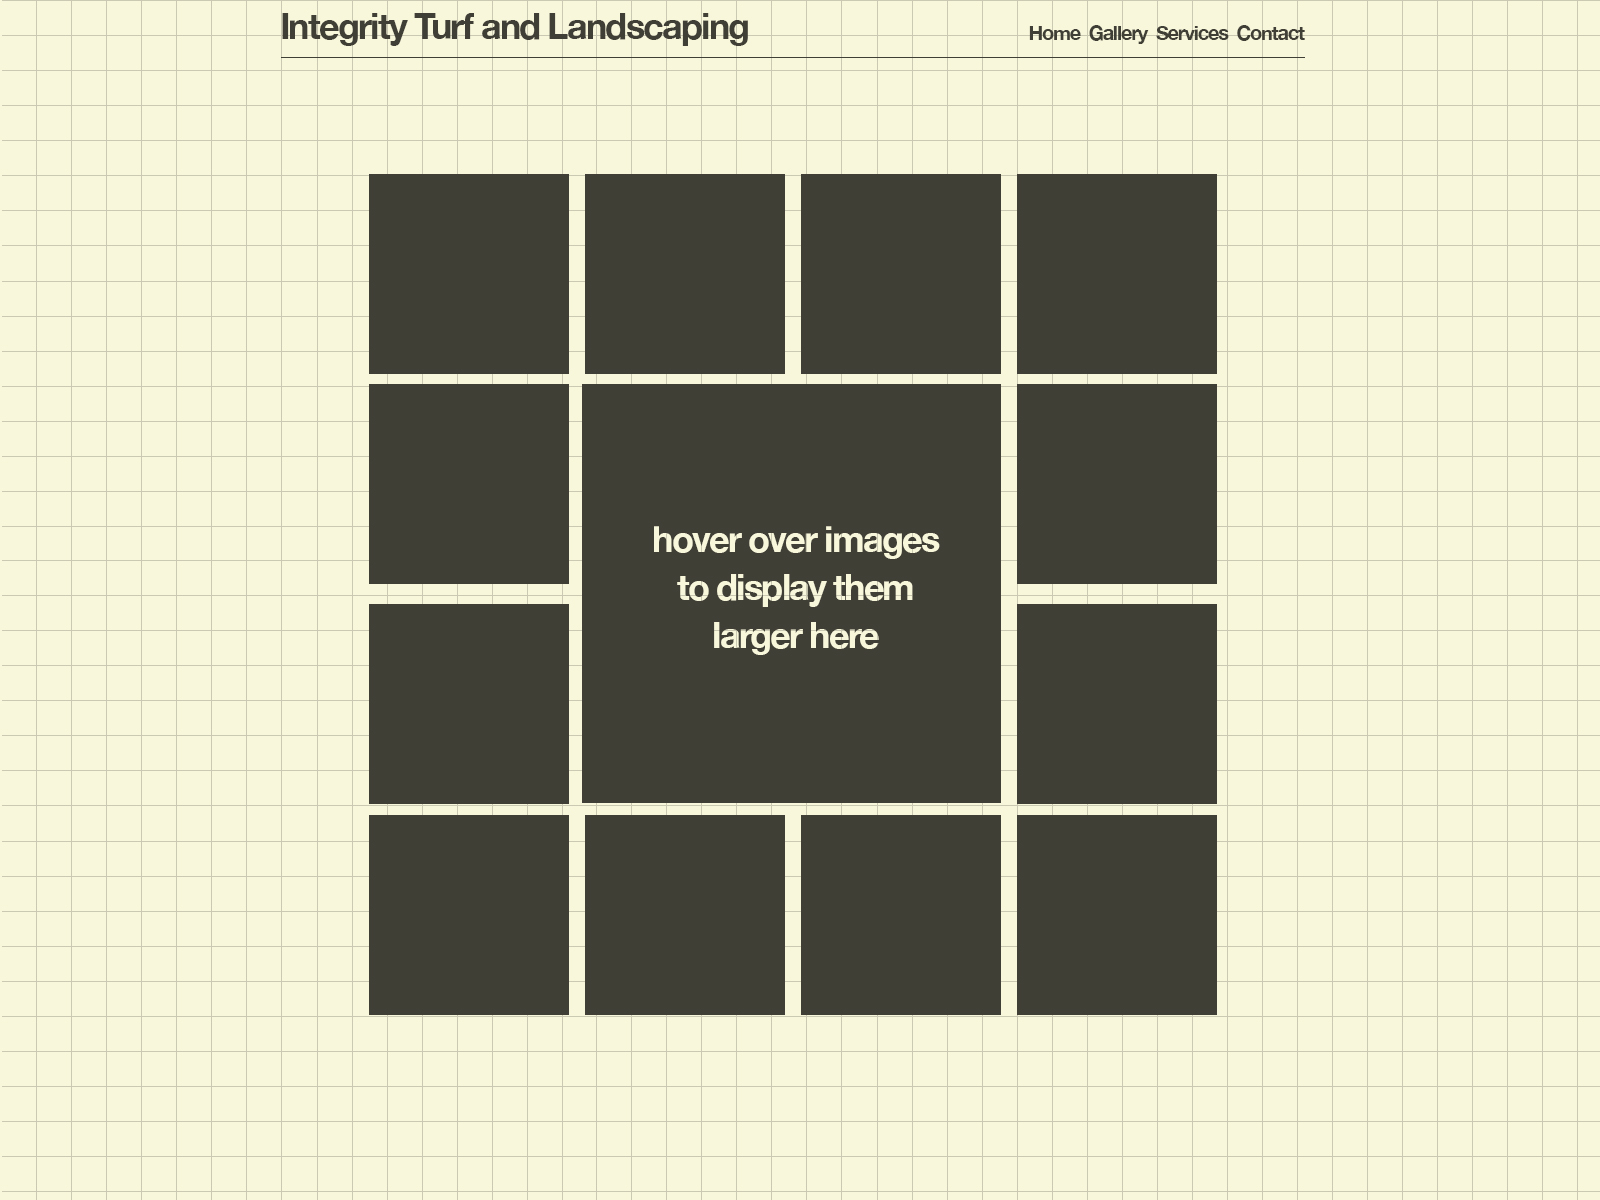 Integrity Turf and Landscaping
Home Gallery Services Contact
hover over images
to display them
larger here